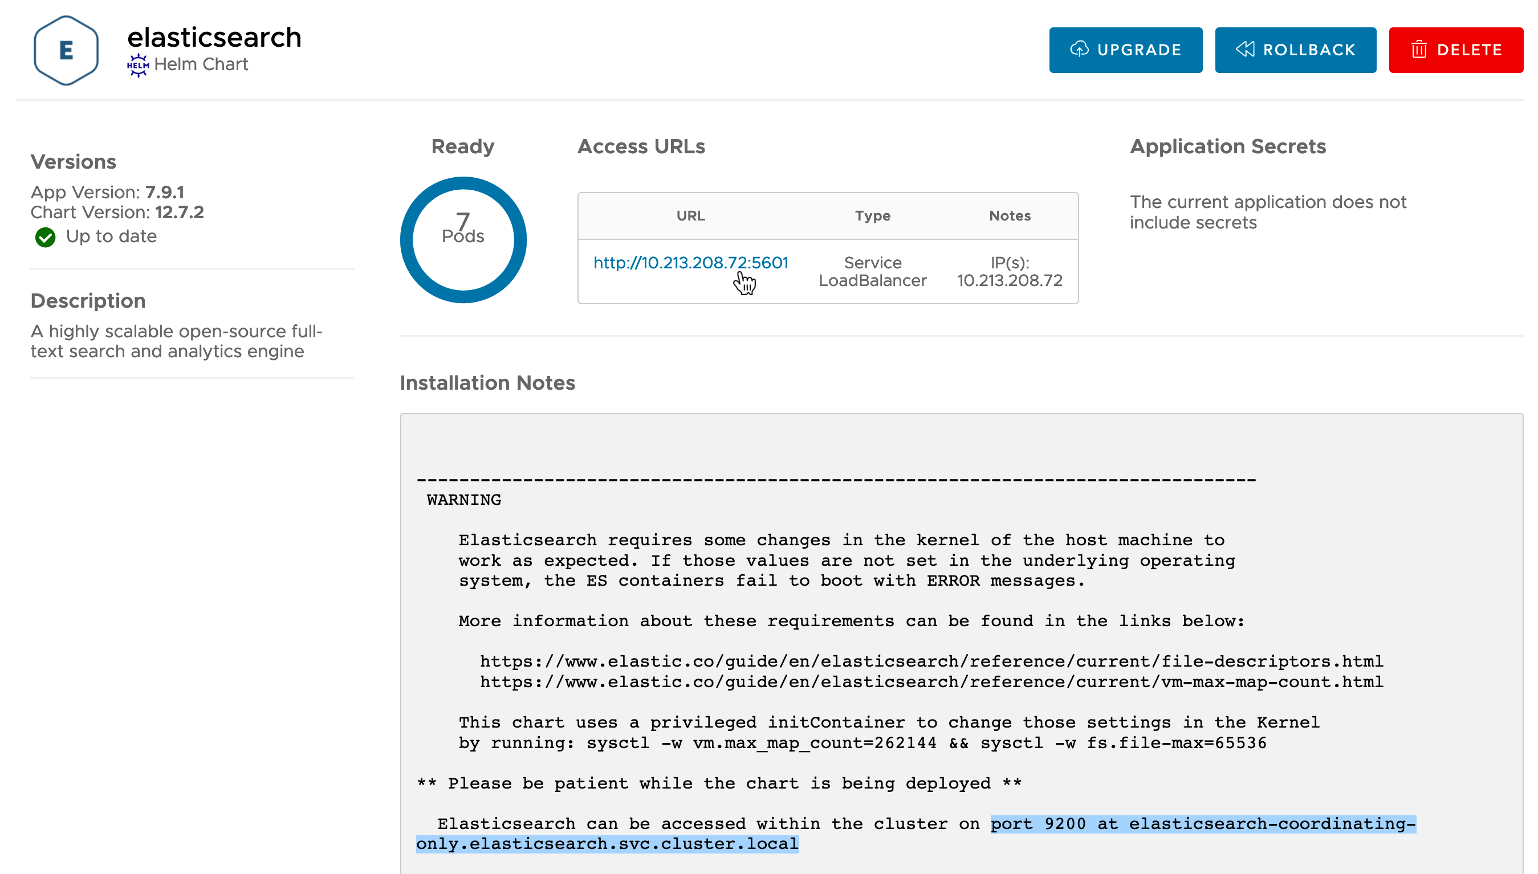 E
elasticsearch
HELM Helm Chart
UPGRADE
ROLLBACK
DELETE
Versions
App Version: 7.9.1
Chart Version: 12.7.2
Up to date
Description
A highly scalable open-source full-
text search and analytics engine
Ready
7
Pods
Access URLs
URL Type Notes
http://10.213.208.72:5601 Service IP(s):
LoadBalancer 10.213.208.72
Application Secrets
The current application does not
include secrets
Installation Notes
-------------------------------------------------------------------------------
WARNING
Elasticsearch requires some changes in the kernel of the host machine to
work as expected. If those values are not set in the underlying operating
system, the ES containers fail to boot with ERROR messages.
More information about these requirements can be found in the links below:
https://www.elastic.co/guide/en/elasticsearch/reference/current/file-descriptors.html
https://www.elastic.co/guide/en/elasticsearch/reference/current/vm-max-map-count.html
This chart uses a privileged initContainer to change those settings in the Kernel
by running: sysctl -w vm.max_map_count=262144 && sysctl -w fs.file-max=65536
** Please be patient while the chart is being deployed **
Elasticsearch can be accessed within the cluster on port 9200 at elasticsearch-coordinating-
only.elasticsearch.svc.cluster.local